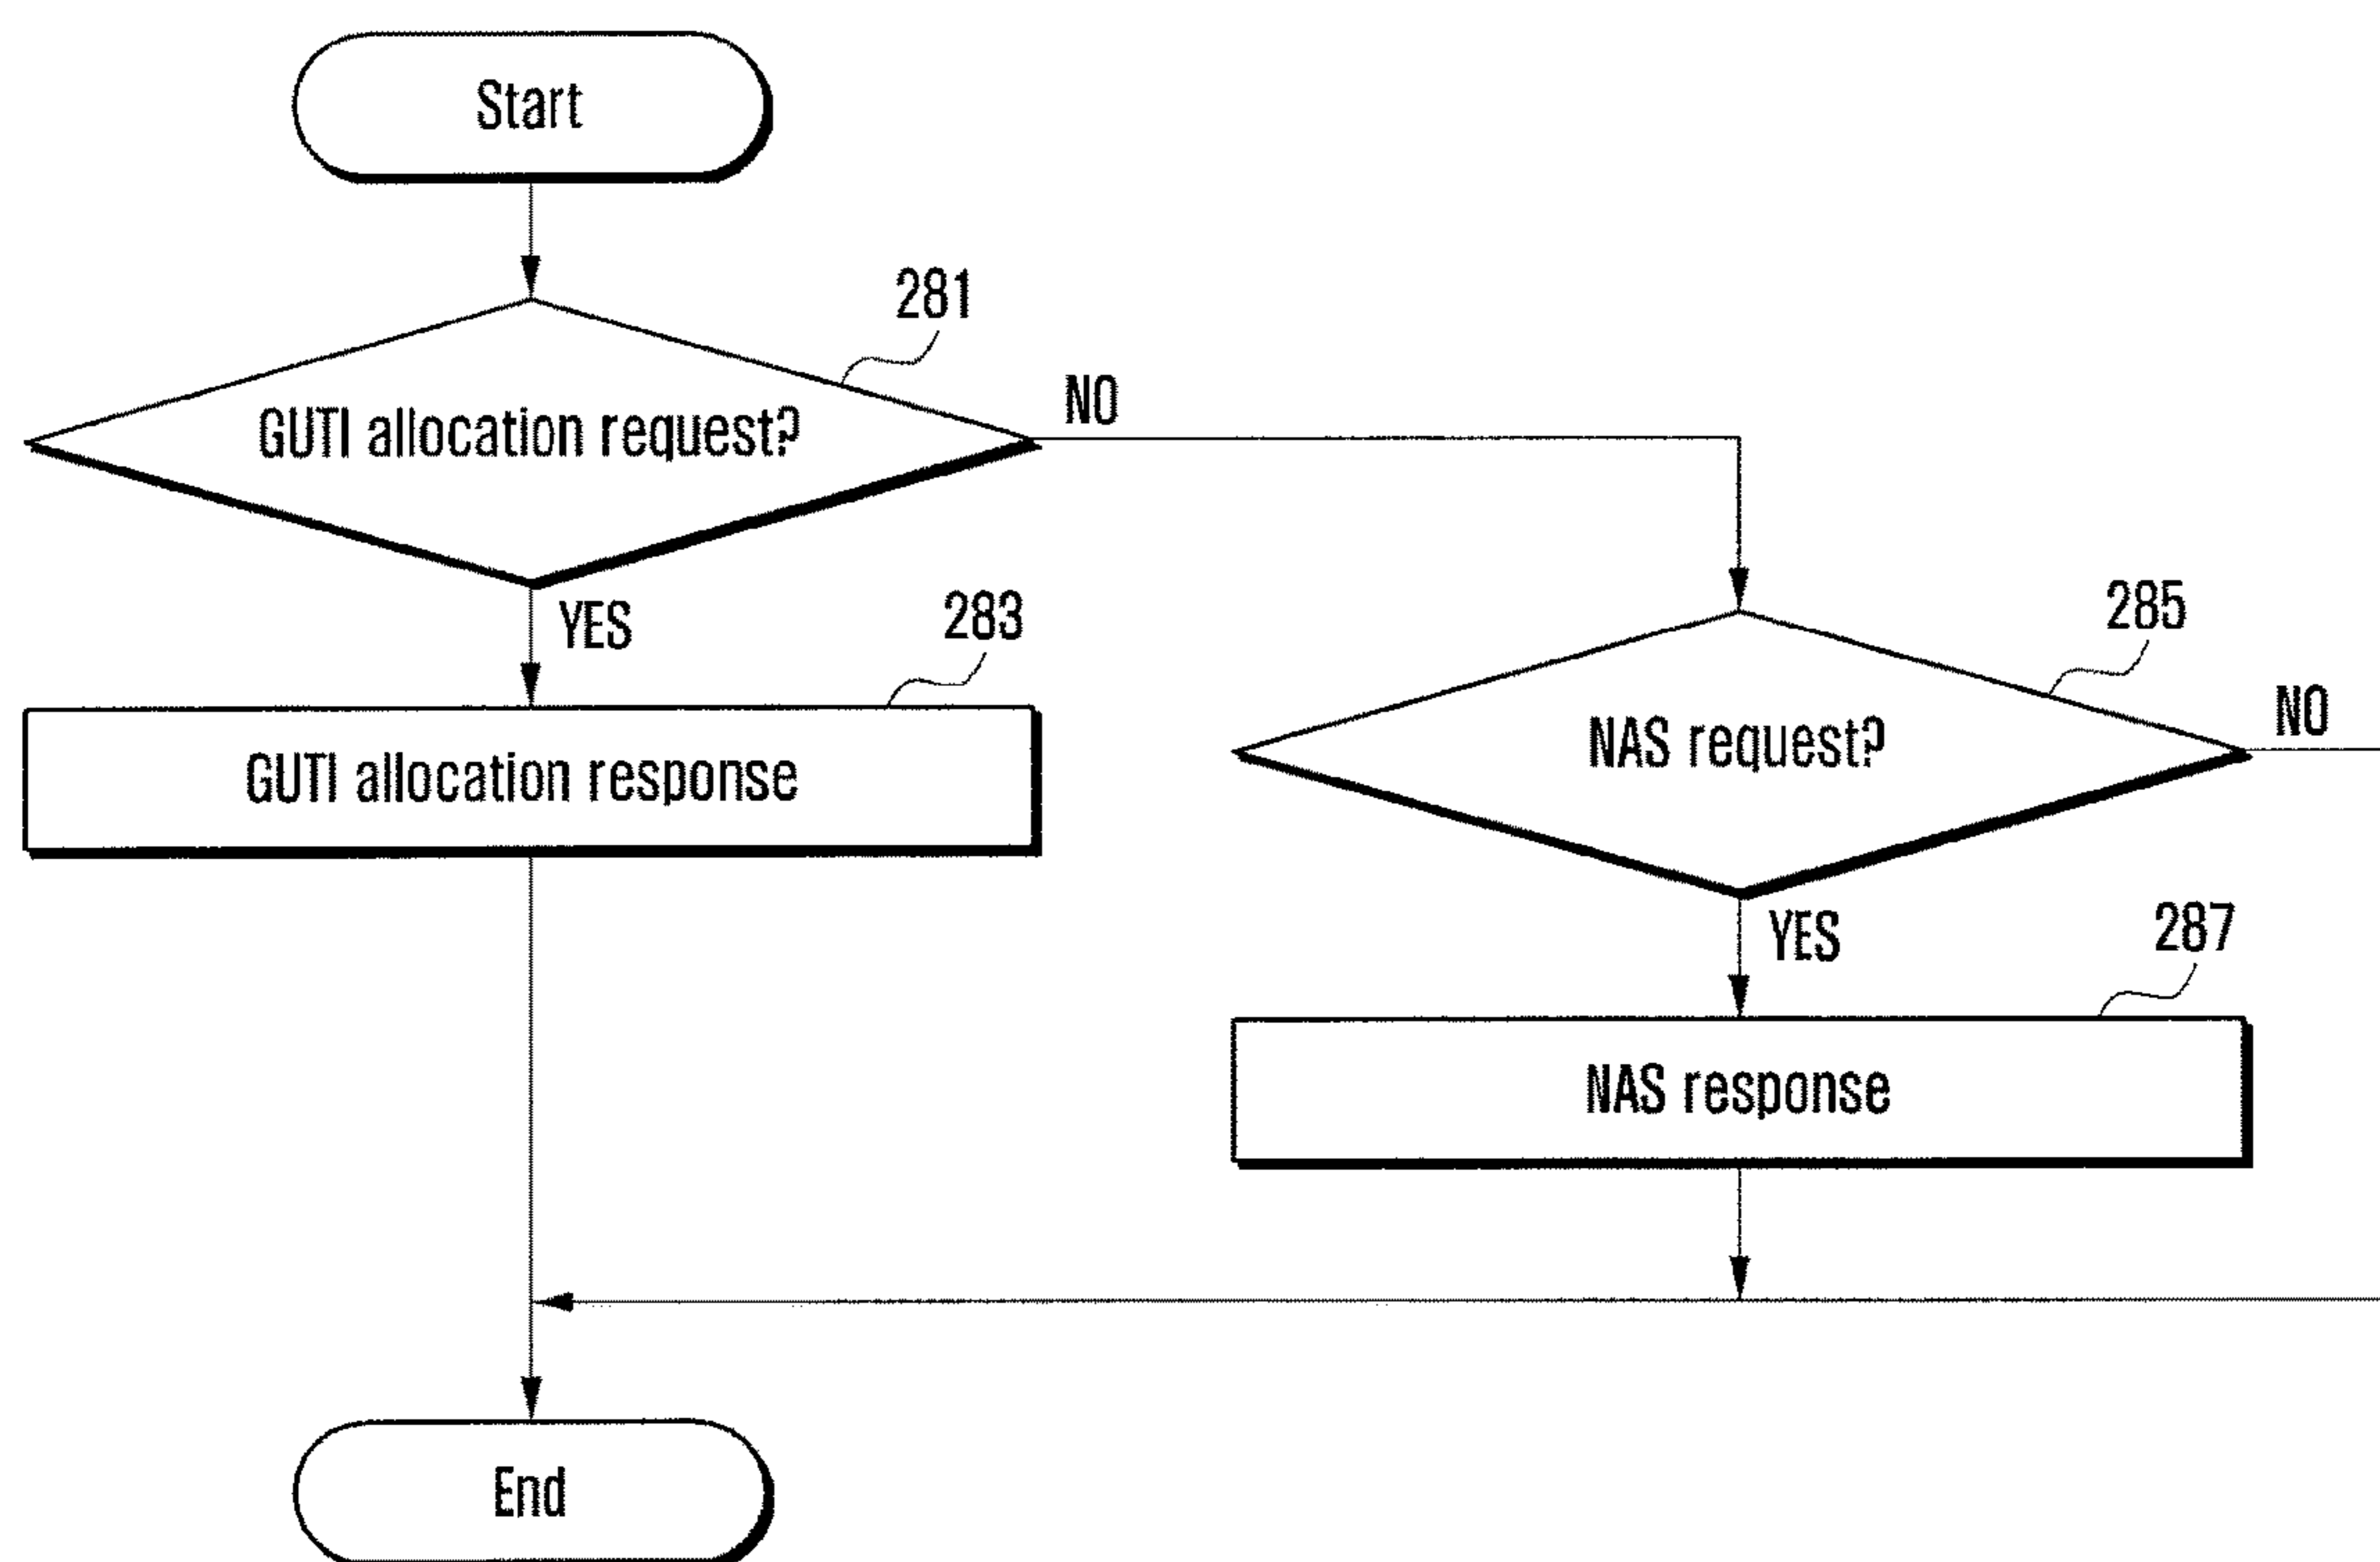 Start
281
GUTI allocation request?
NO
YES
283
GUTI allocation response
285
NAS request?
NO
YES
287
NAS response
End